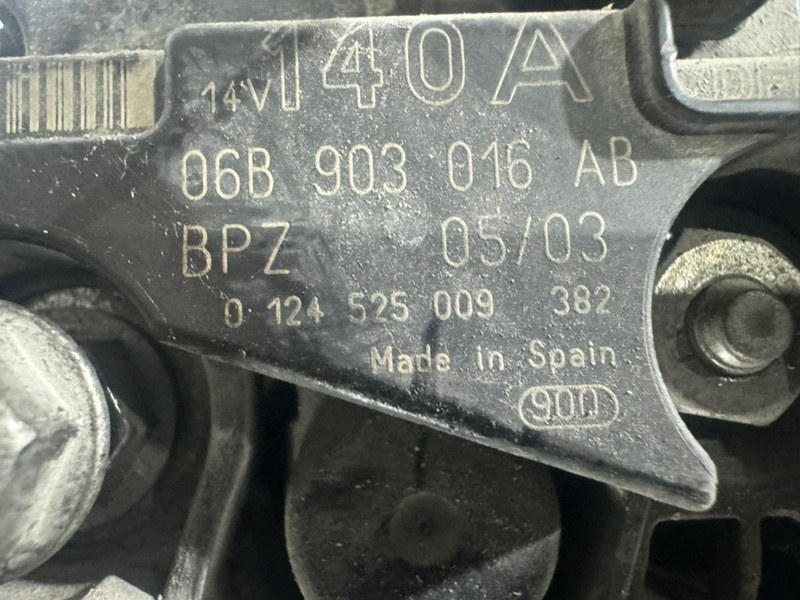 14V 140A
06B 903 016 AB
BPZ 05/03
0 124 525 009 382
Made in Spain
900